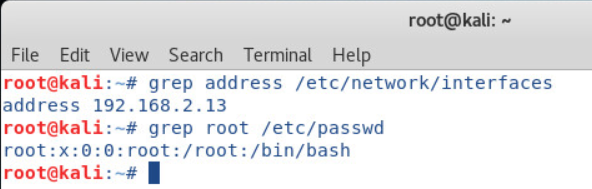 root@kali: ~
File Edit View Search Terminal Help
root@kali:~# grep address /etc/network/interfaces
address 192.168.2.13
root@kali:~# grep root /etc/passwd
root:x:0:0:root:/root:/bin/bash
root@kali:~#